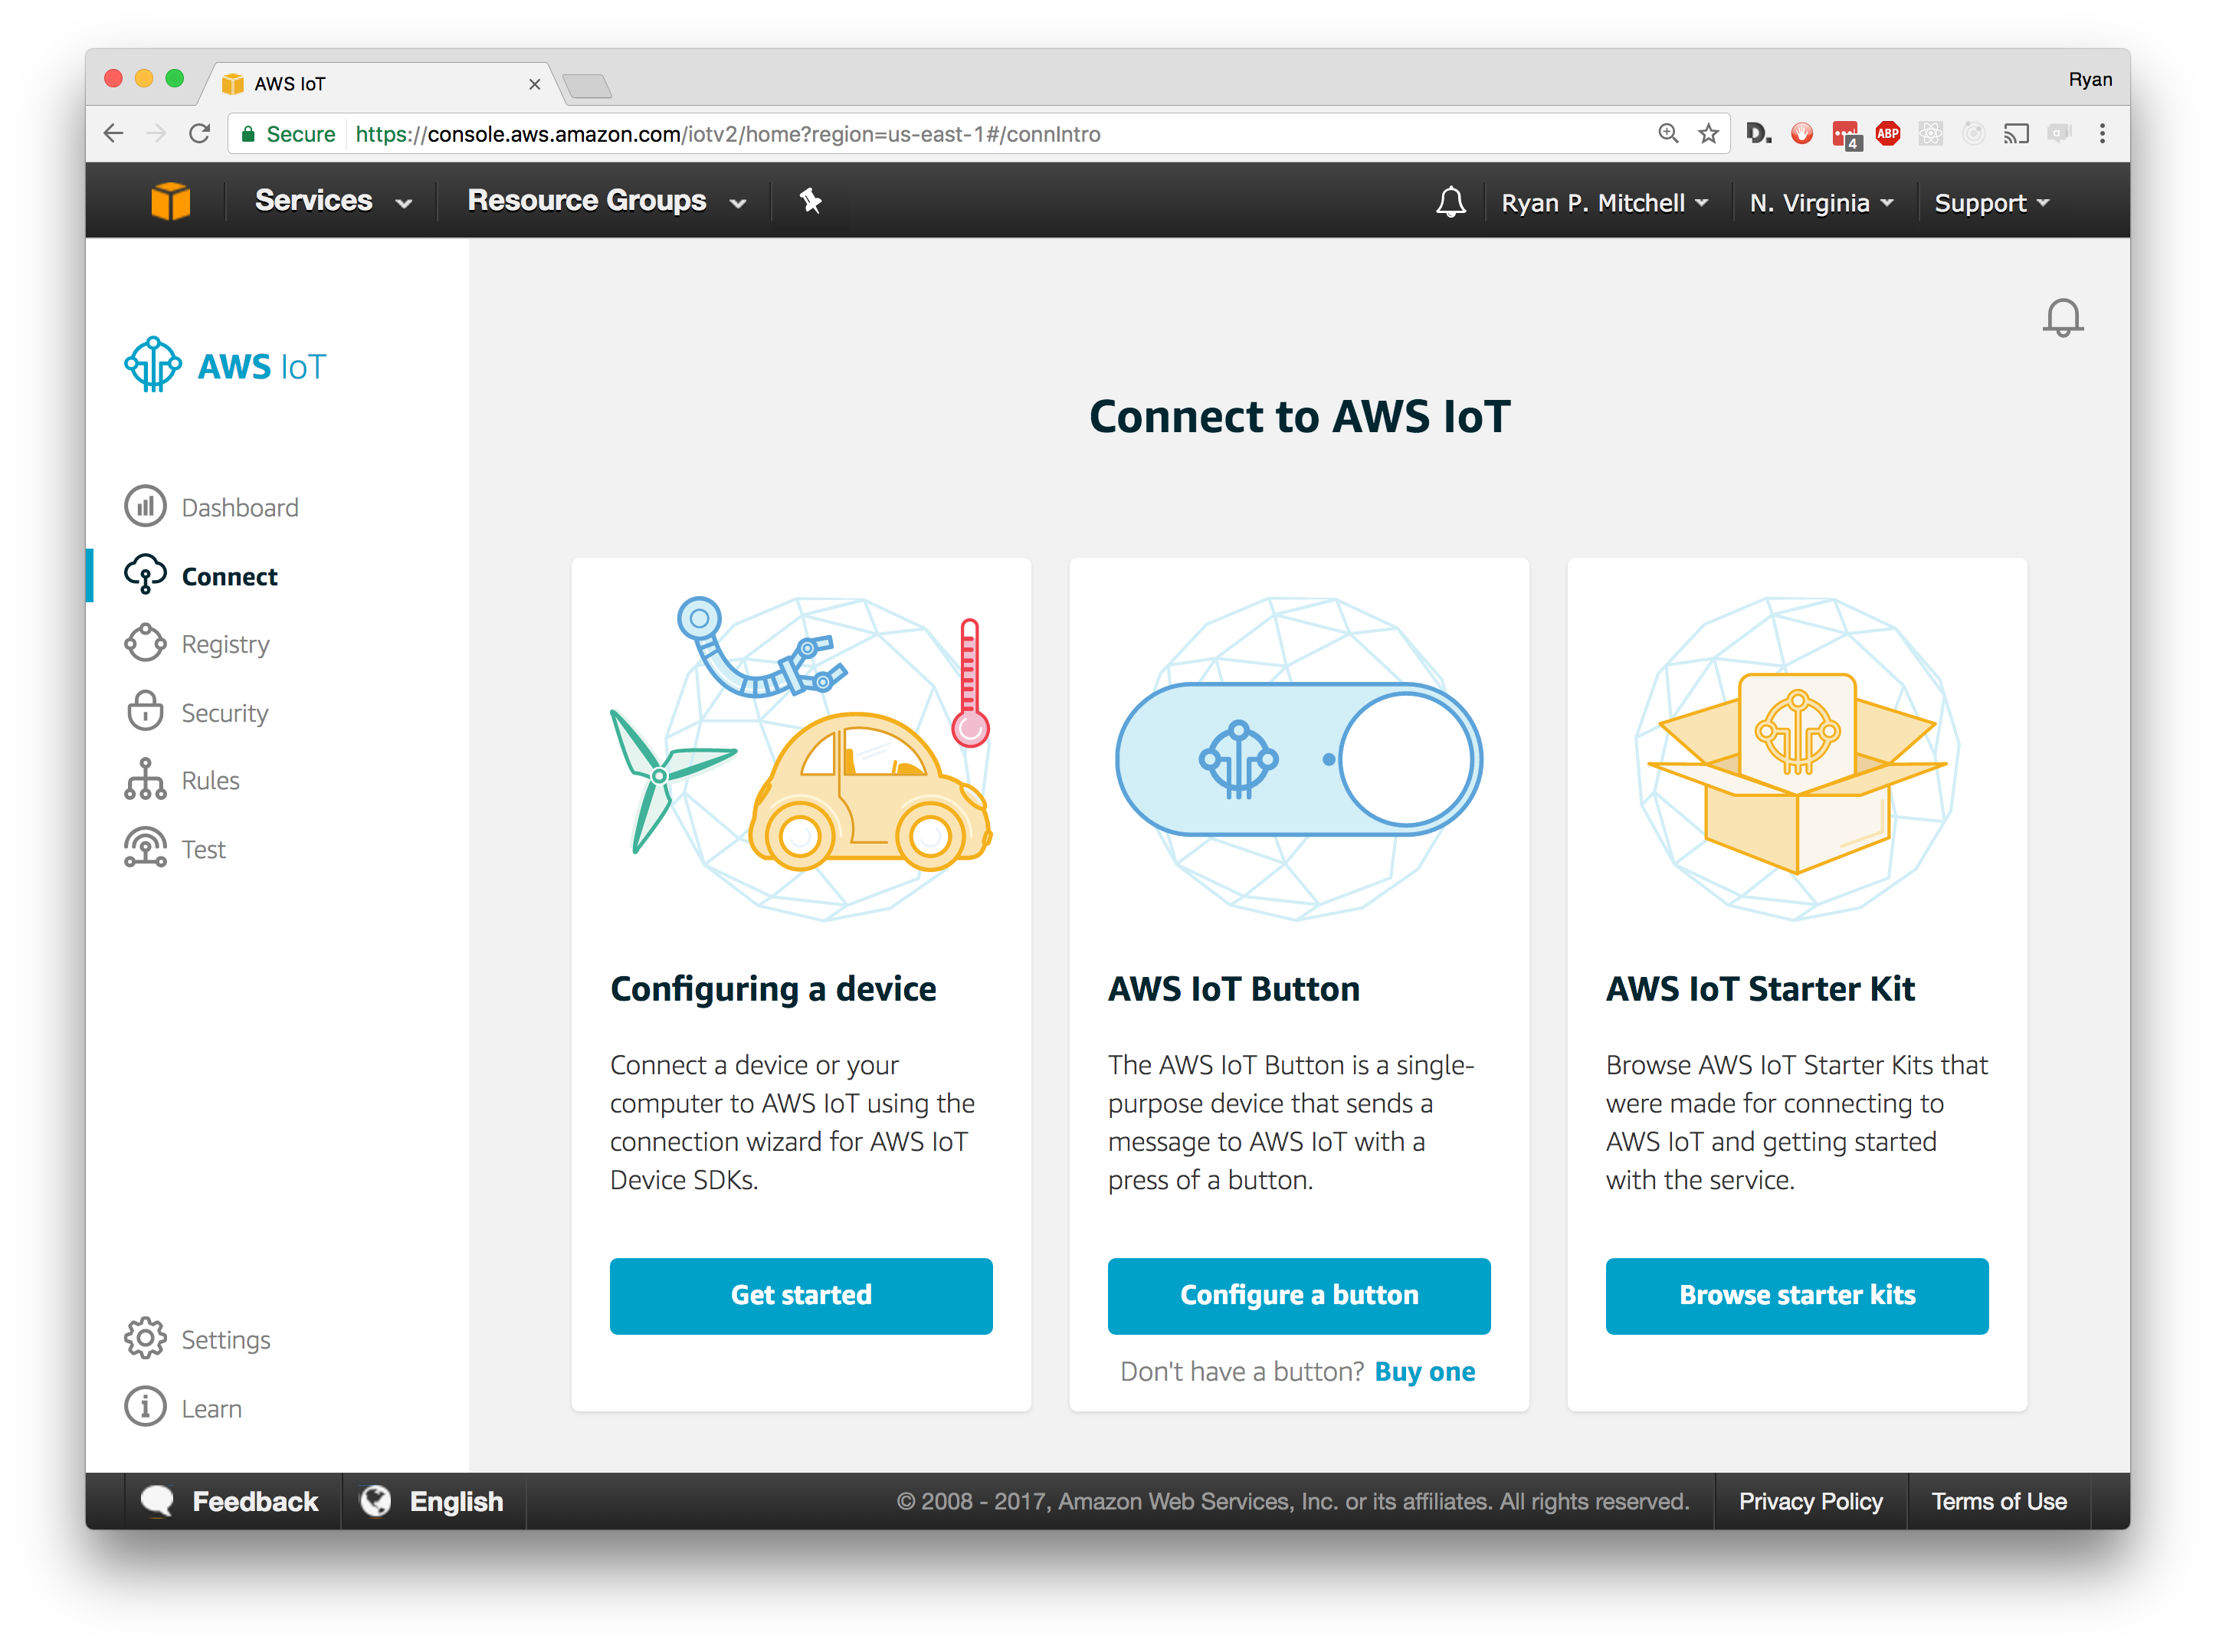 AWS IoT
Ryan
Secure https://console.aws.amazon.com/iotv2/home?region=us-east-1#/connIntro
D.
4
ABP
Services
Resource Groups
Ryan P. Mitchell
N. Virginia
Support
AWS IoT
Dashboard
Connect
Registry
Security
Rules
Test
Settings
Learn
Connect to AWS IoT
Configuring a device
Connect a device or your
computer to AWS IoT using the
connection wizard for AWS IoT
Device SDKs.
Get started
AWS IoT Button
The AWS IoT Button is a single-
purpose device that sends a
message to AWS IoT with a
press of a button.
Configure a button
Don't have a button? Buy one
AWS IoT Starter Kit
Browse AWS IoT Starter Kits that
were made for connecting to
AWS IoT and getting started
with the service.
Browse starter kits
Feedback
English
© 2008 - 2017, Amazon Web Services, Inc. or its affiliates. All rights reserved.
Privacy Policy
Terms of Use